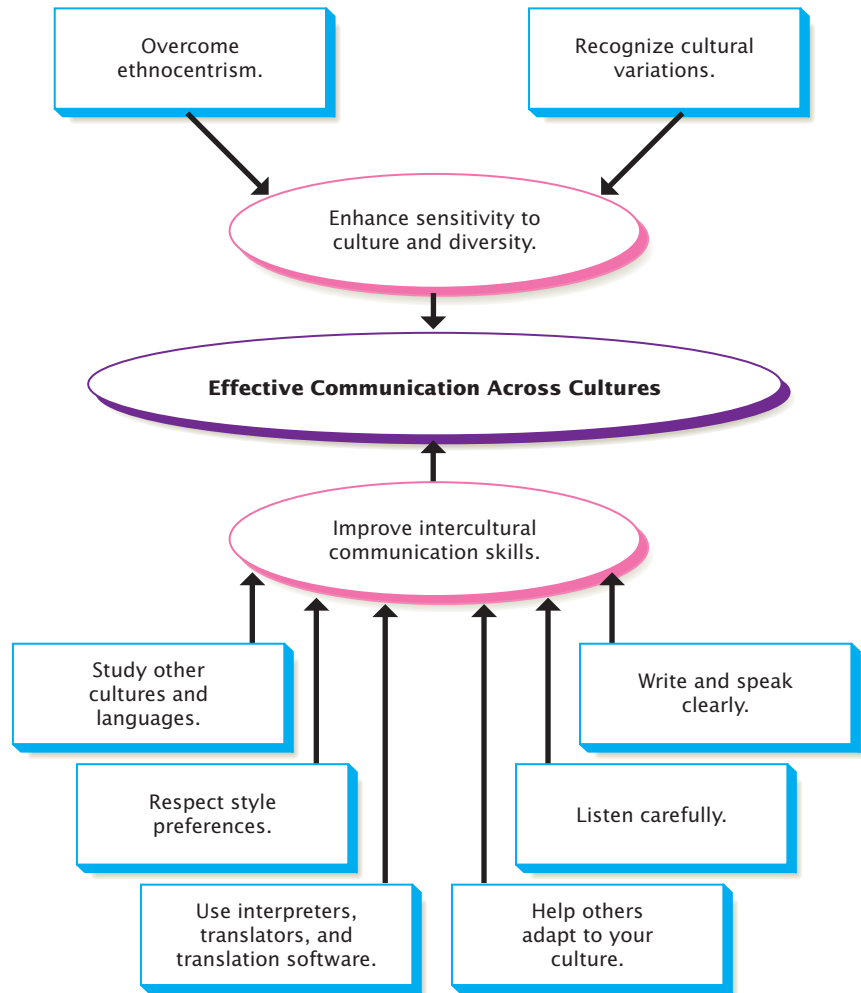 Overcome
ethnocentrism.
Recognize cultural
variations.
Enhance sensitivity to
culture and diversity.
Effective Communication Across Cultures
Improve intercultural
communication skills.
Study other
cultures and
languages.
Write and speak
clearly.
Respect style
preferences.
Listen carefully.
Use interpreters,
translators, and
translation software.
Help others
adapt to your
culture.